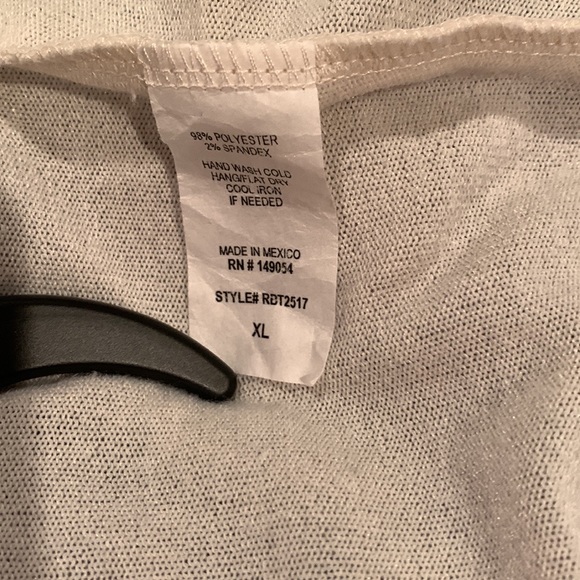 98% POLYESTER
2% SPANDEX
HAND WASH COLD
HANG/FLAT DRY
COOL IRON
IF NEEDED
MADE IN MEXICO
RN # 149054
STYLE# RBT2517
XL